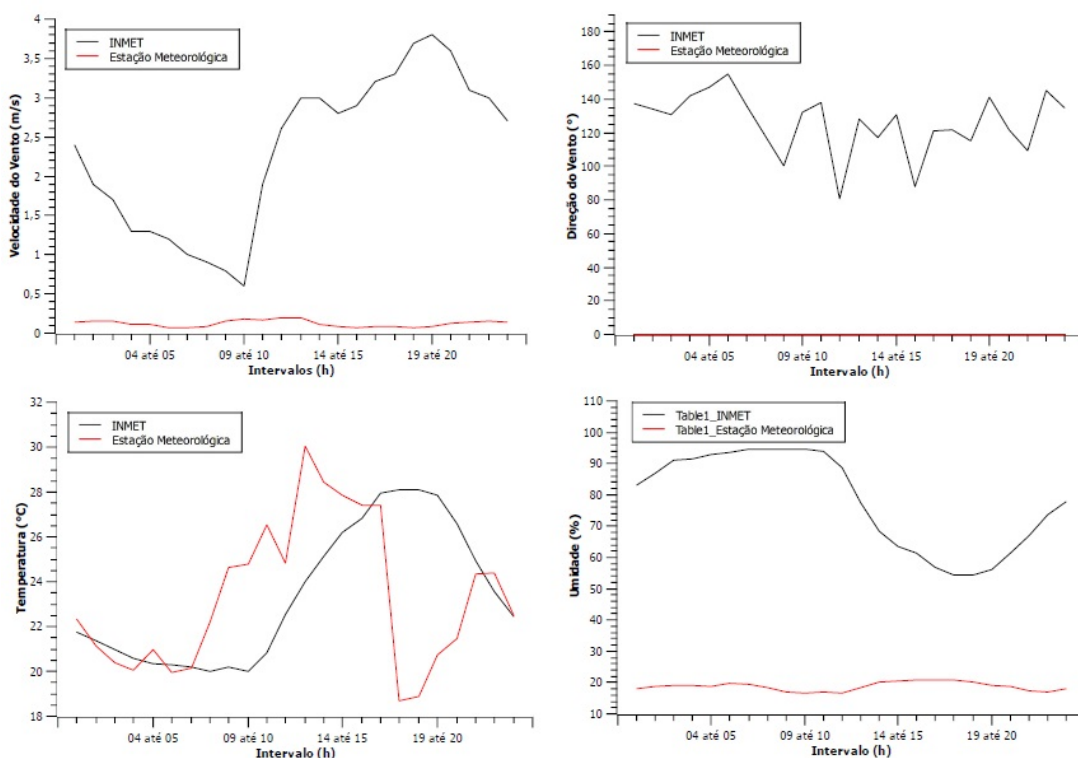 Velocidade do Vento (m/s)
4
3,5
3
2,5
2
1,5
1
0,5
0
INMET
Estação Meteorológica
04 até 05
09 até 10
14 até 15
19 até 20
Intervalos (h)
Direção do Vento (°)
180
160
140
120
100
80
60
40
20
0
INMET
Estação Meteorológica
04 até 05
09 até 10
14 até 15
19 até 20
Intervalo (h)
Temperatura (°C)
32
30
28
26
24
22
20
18
INMET
Estação Meteorológica
04 até 05
09 até 10
14 até 15
19 até 20
Intervalo (h)
Umidade (%)
110
100
90
80
70
60
50
40
30
20
10
Table1_INMET
Table1_Estação Meteorológica
04 até 05
09 até 10
14 até 15
19 até 20
Intervalo (h)